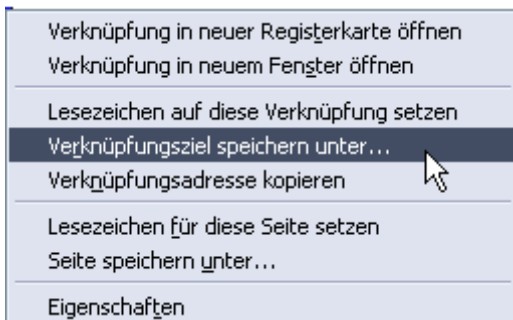 Verknüpfung in neuer Registerkarte öffnen
Verknüpfung in neuem Fenster öffnen
Lesezeichen auf diese Verknüpfung setzen
Verknüpfungsziel speichern unter...
Verknüpfungsadresse kopieren
Lesezeichen für diese Seite setzen
Seite speichern unter...
Eigenschaften